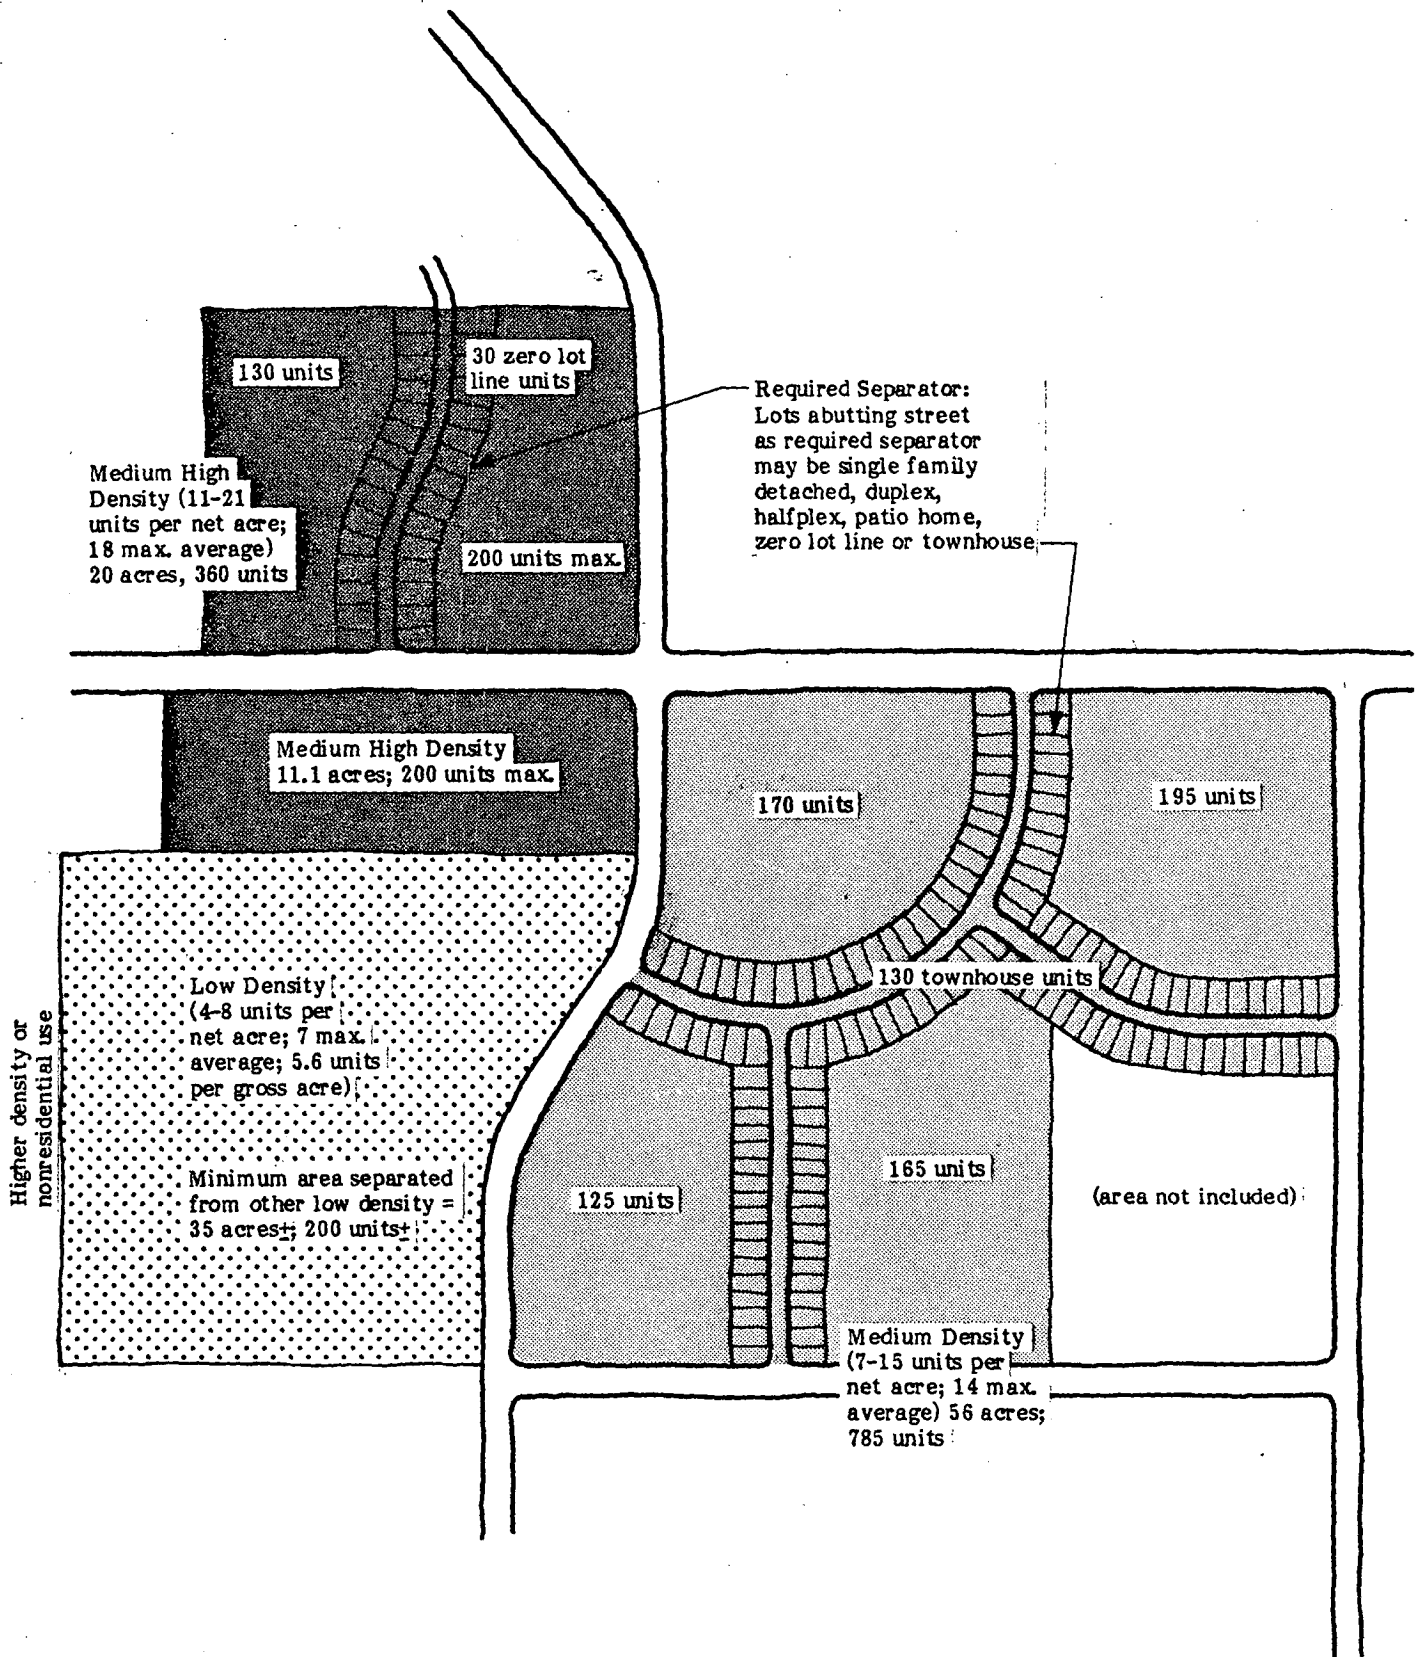 130 units
30 zero lot
line units
Required Separator:
Lots abutting street
as required separator
may be single family
detached, duplex,
halfplex, patio home,
zero lot line or townhouse
Medium High
Density (11-21
units per net acre;
18 max. average)
20 acres, 360 units
200 units max.
Medium High Density
11.1 acres; 200 units max.
170 units
195 units
130 townhouse units
Low Density
(4-8 units per
net acre; 7 max.
average; 5.6 units
per gross acre)
Higher density or
nonresidential use
Minimum area separated
from other low density =
35 acres±; 200 units±
125 units
165 units
(area not included)
Medium Density
(7-15 units per
net acre; 14 max.
average) 56 acres;
785 units